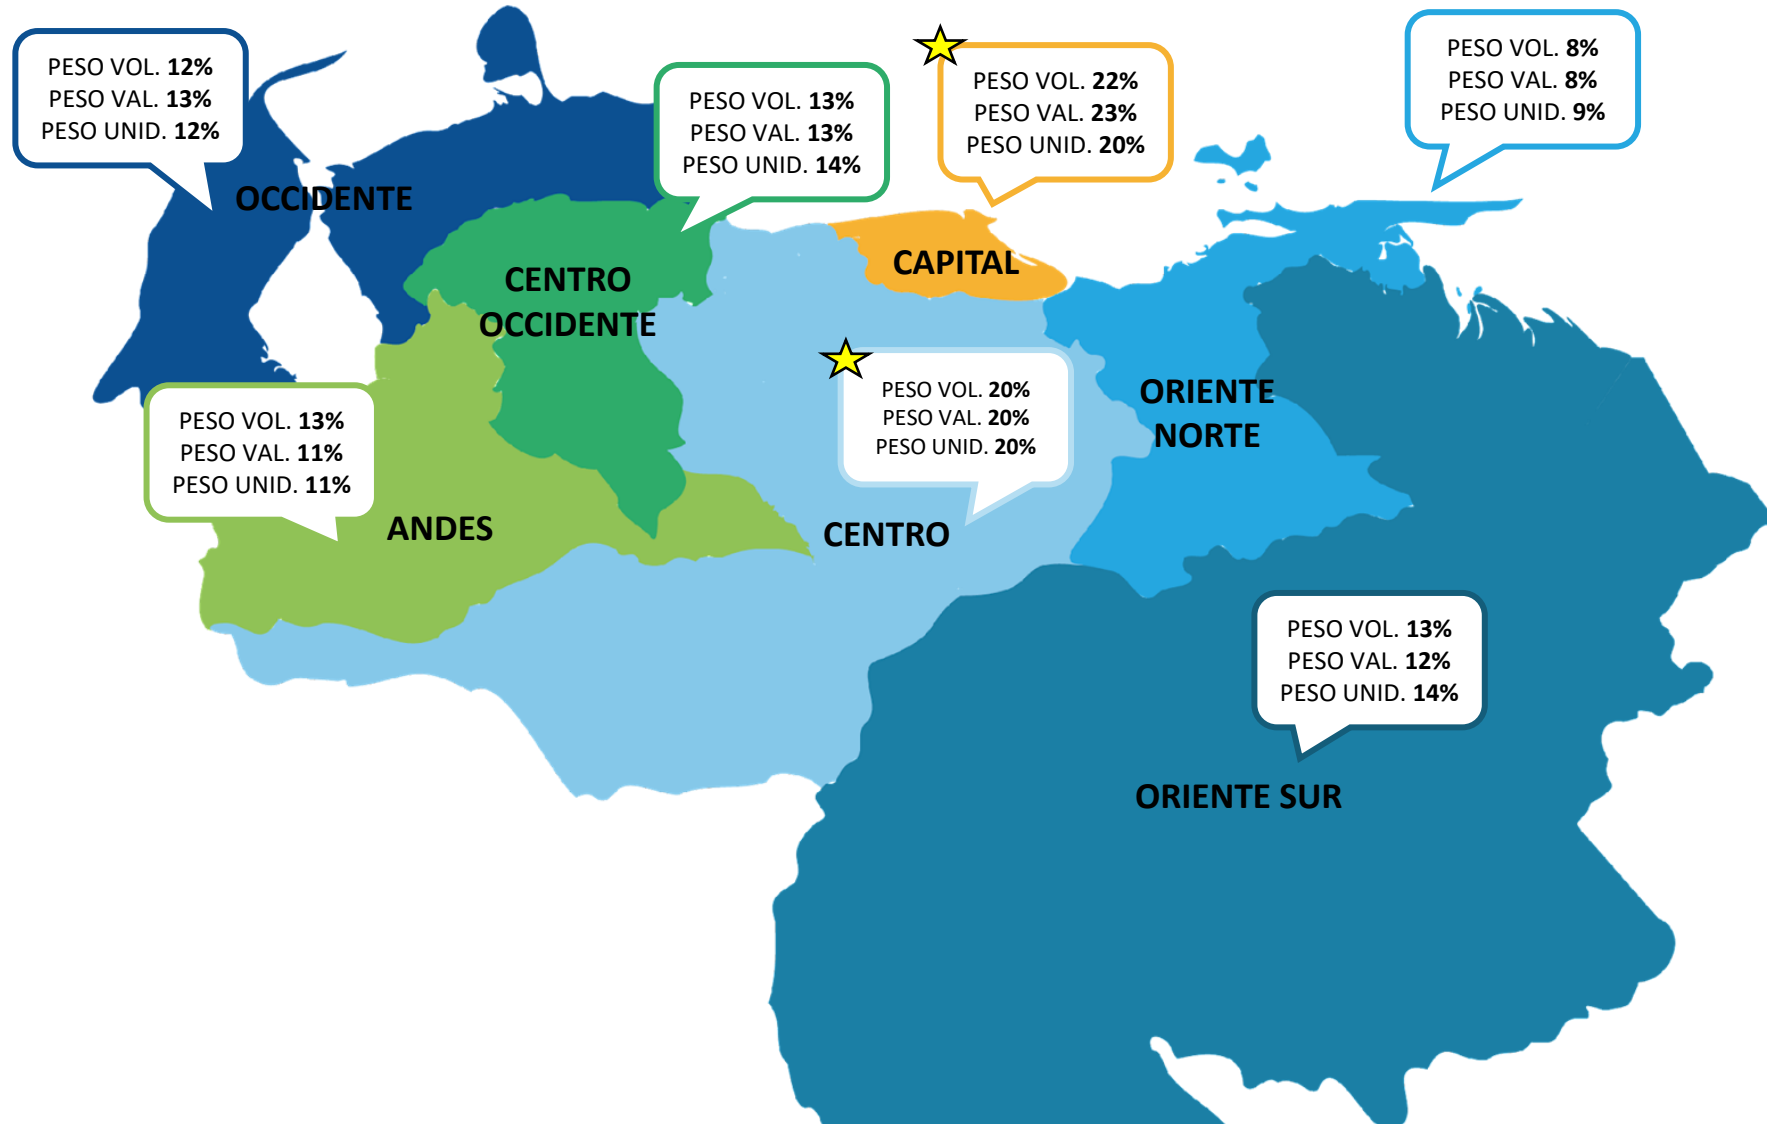 PESO VOL. 12%
PESO VAL. 13%
PESO UNID. 12%
OCCIDENTE
PESO VOL. 13%
PESO VAL. 13%
PESO UNID. 14%
CENTRO
OCCIDENTE
PESO VOL. 22%
PESO VAL. 23%
PESO UNID. 20%
CAPITAL
PESO VOL. 8%
PESO VAL. 8%
PESO UNID. 9%
ORIENTE
NORTE
PESO VOL. 13%
PESO VAL. 11%
PESO UNID. 11%
ANDES
PESO VOL. 20%
PESO VAL. 20%
PESO UNID. 20%
CENTRO
PESO VOL. 13%
PESO VAL. 12%
PESO UNID. 14%
ORIENTE SUR